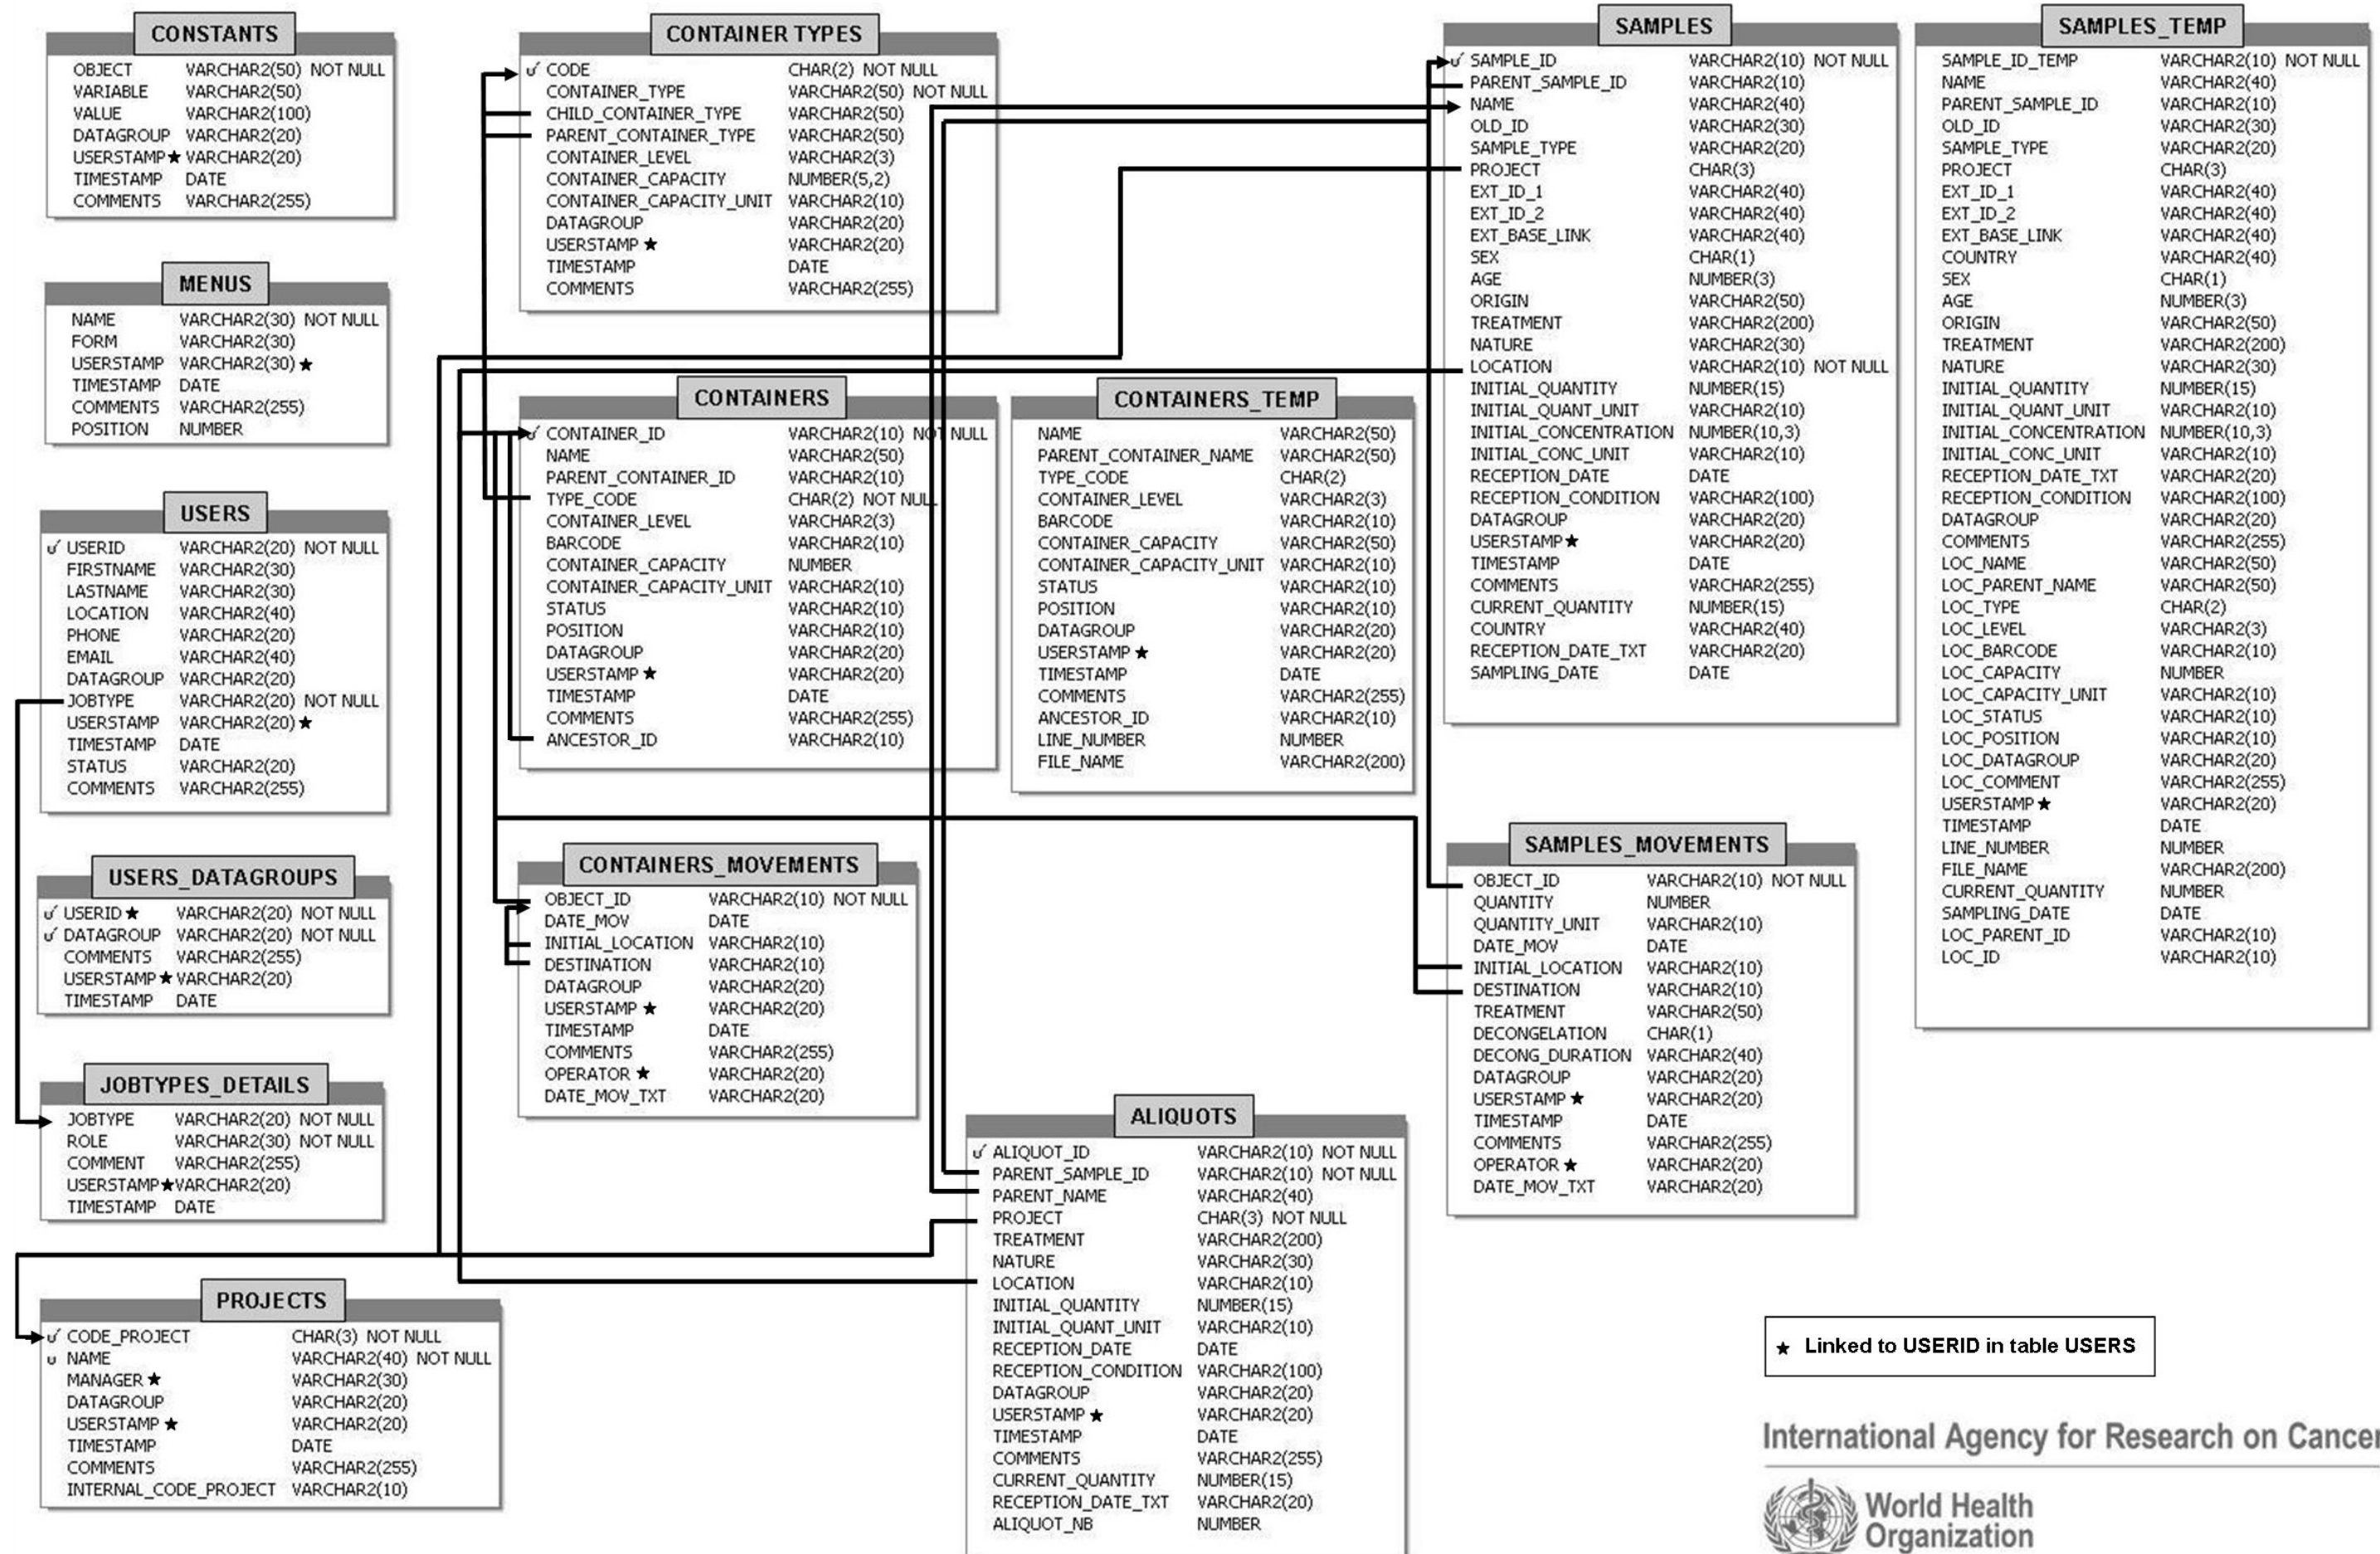 CONSTANTS
OBJECT VARCHAR2(50) NOT NULL
VARIABLE VARCHAR2(50)
VALUE VARCHAR2(100)
DATAGROUP VARCHAR2(20)
USERSTAMP★ VARCHAR2(20)
TIMESTAMP DATE
COMMENTS VARCHAR2(255)
MENUS
NAME VARCHAR2(30) NOT NULL
FORM VARCHAR2(30)
USERSTAMP VARCHAR2(30)★
TIMESTAMP DATE
COMMENTS VARCHAR2(255)
POSITION NUMBER
USERS
USERID VARCHAR2(20) NOT NULL
FIRSTNAME VARCHAR2(30)
LASTNAME VARCHAR2(30)
LOCATION VARCHAR2(40)
PHONE VARCHAR2(20)
EMAIL VARCHAR2(40)
DATAGROUP VARCHAR2(20)
JOBTYPE VARCHAR2(20) NOT NULL
USERSTAMP VARCHAR2(20)★
TIMESTAMP DATE
STATUS VARCHAR2(20)
COMMENTS VARCHAR2(255)
USERS_DATAGROUPS
USERID★ VARCHAR2(20) NOT NULL
DATAGROUP VARCHAR2(20) NOT NULL
COMMENTS VARCHAR2(255)
USERSTAMP★ VARCHAR2(20)
TIMESTAMP DATE
JOBTYPES_DETAILS
JOBTYPE VARCHAR2(20) NOT NULL
ROLE VARCHAR2(30) NOT NULL
COMMENT VARCHAR2(255)
USERSTAMP★VARCHAR2(20)
TIMESTAMP DATE
PROJECTS
CODE_PROJECT CHAR(3) NOT NULL
NAME VARCHAR2(40) NOT NULL
MANAGER★ VARCHAR2(30)
DATAGROUP VARCHAR2(20)
USERSTAMP★ VARCHAR2(20)
TIMESTAMP DATE
COMMENTS VARCHAR2(255)
INTERNAL_CODE_PROJECT VARCHAR2(10)
CONTAINER TYPES
CODE CHAR(2) NOT NULL
CONTAINER_TYPE VARCHAR2(50) NOT NULL
CHILD_CONTAINER_TYPE VARCHAR2(50)
PARENT_CONTAINER_TYPE VARCHAR2(50)
CONTAINER_LEVEL VARCHAR2(3)
CONTAINER_CAPACITY NUMBER(5,2)
CONTAINER_CAPACITY_UNIT VARCHAR2(10)
DATAGROUP VARCHAR2(20)
USERSTAMP★ VARCHAR2(20)
TIMESTAMP DATE
COMMENTS VARCHAR2(255)
CONTAINERS
CONTAINER_ID VARCHAR2(10) NOT NULL
NAME VARCHAR2(50)
PARENT_CONTAINER_ID VARCHAR2(10)
TYPE_CODE CHAR(2) NOT NULL
CONTAINER_LEVEL VARCHAR2(3)
BARCODE VARCHAR2(10)
CONTAINER_CAPACITY NUMBER
CONTAINER_CAPACITY_UNIT VARCHAR2(10)
STATUS VARCHAR2(10)
POSITION VARCHAR2(10)
DATAGROUP VARCHAR2(20)
USERSTAMP★ VARCHAR2(20)
TIMESTAMP DATE
COMMENTS VARCHAR2(255)
ANCESTOR_ID VARCHAR2(10)
CONTAINERS_TEMP
NAME VARCHAR2(50)
PARENT_CONTAINER_NAME VARCHAR2(50)
TYPE_CODE CHAR(2)
CONTAINER_LEVEL VARCHAR2(3)
BARCODE VARCHAR2(10)
CONTAINER_CAPACITY VARCHAR2(50)
CONTAINER_CAPACITY_UNIT VARCHAR2(10)
STATUS VARCHAR2(10)
POSITION VARCHAR2(10)
DATAGROUP VARCHAR2(20)
USERSTAMP★ VARCHAR2(20)
TIMESTAMP DATE
COMMENTS VARCHAR2(255)
ANCESTOR_ID VARCHAR2(10)
LINE_NUMBER NUMBER
FILE_NAME VARCHAR2(200)
CONTAINERS_MOVEMENTS
OBJECT_ID VARCHAR2(10) NOT NULL
DATE_MOV DATE
INITIAL_LOCATION VARCHAR2(10)
DESTINATION VARCHAR2(10)
DATAGROUP VARCHAR2(20)
USERSTAMP★ VARCHAR2(20)
TIMESTAMP DATE
COMMENTS VARCHAR2(255)
OPERATOR★ VARCHAR2(20)
DATE_MOV_TXT VARCHAR2(20)
ALIQUOTS
ALIQUOT_ID VARCHAR2(10) NOT NULL
PARENT_SAMPLE_ID VARCHAR2(10) NOT NULL
PARENT_NAME VARCHAR2(40)
PROJECT CHAR(3) NOT NULL
TREATMENT VARCHAR2(200)
NATURE VARCHAR2(30)
LOCATION VARCHAR2(10)
INITIAL_QUANTITY NUMBER(15)
INITIAL_QUANT_UNIT VARCHAR2(10)
RECEPTION_DATE DATE
RECEPTION_CONDITION VARCHAR2(100)
DATAGROUP VARCHAR2(20)
USERSTAMP★ VARCHAR2(20)
TIMESTAMP DATE
COMMENTS VARCHAR2(255)
CURRENT_QUANTITY NUMBER(15)
RECEPTION_DATE_TXT VARCHAR2(20)
ALIQUOT_NB NUMBER
SAMPLES
SAMPLE_ID VARCHAR2(10) NOT NULL
PARENT_SAMPLE_ID VARCHAR2(10)
NAME VARCHAR2(40)
OLD_ID VARCHAR2(30)
SAMPLE_TYPE VARCHAR2(20)
PROJECT CHAR(3)
EXT_ID_1 VARCHAR2(40)
EXT_ID_2 VARCHAR2(40)
EXT_BASE_LINK VARCHAR2(40)
SEX CHAR(1)
AGE NUMBER(3)
ORIGIN VARCHAR2(50)
TREATMENT VARCHAR2(200)
NATURE VARCHAR2(30)
LOCATION VARCHAR2(10) NOT NULL
INITIAL_QUANTITY NUMBER(15)
INITIAL_QUANT_UNIT VARCHAR2(10)
INITIAL_CONCENTRATION NUMBER(10,3)
INITIAL_CONC_UNIT VARCHAR2(10)
RECEPTION_DATE DATE
RECEPTION_CONDITION VARCHAR2(100)
DATAGROUP VARCHAR2(20)
USERSTAMP★ VARCHAR2(20)
TIMESTAMP DATE
COMMENTS VARCHAR2(255)
CURRENT_QUANTITY NUMBER(15)
COUNTRY VARCHAR2(40)
RECEPTION_DATE_TXT VARCHAR2(20)
SAMPLING_DATE DATE
SAMPLES_MOVEMENTS
OBJECT_ID VARCHAR2(10) NOT NULL
QUANTITY NUMBER
QUANTITY_UNIT VARCHAR2(10)
DATE_MOV DATE
INITIAL_LOCATION VARCHAR2(10)
DESTINATION VARCHAR2(10)
TREATMENT VARCHAR2(50)
DECONGELATION CHAR(1)
DECONG_DURATION VARCHAR2(40)
DATAGROUP VARCHAR2(20)
USERSTAMP★ VARCHAR2(20)
TIMESTAMP DATE
COMMENTS VARCHAR2(255)
OPERATOR★ VARCHAR2(20)
DATE_MOV_TXT VARCHAR2(20)
SAMPLES_TEMP
SAMPLE_ID_TEMP VARCHAR2(10) NOT NULL
NAME VARCHAR2(40)
PARENT_SAMPLE_ID VARCHAR2(10)
OLD_ID VARCHAR2(30)
SAMPLE_TYPE VARCHAR2(20)
PROJECT CHAR(3)
EXT_ID_1 VARCHAR2(40)
EXT_ID_2 VARCHAR2(40)
EXT_BASE_LINK VARCHAR2(40)
COUNTRY VARCHAR2(40)
SEX CHAR(1)
AGE NUMBER(3)
ORIGIN VARCHAR2(50)
TREATMENT VARCHAR2(200)
NATURE VARCHAR2(30)
INITIAL_QUANTITY NUMBER(15)
INITIAL_QUANT_UNIT VARCHAR2(10)
INITIAL_CONCENTRATION NUMBER(10,3)
INITIAL_CONC_UNIT VARCHAR2(10)
RECEPTION_DATE_TXT VARCHAR2(20)
RECEPTION_CONDITION VARCHAR2(100)
DATAGROUP VARCHAR2(20)
COMMENTS VARCHAR2(255)
LOC_NAME VARCHAR2(50)
LOC_PARENT_NAME VARCHAR2(50)
LOC_TYPE CHAR(2)
LOC_LEVEL VARCHAR2(3)
LOC_BARCODE VARCHAR2(10)
LOC_CAPACITY NUMBER
LOC_CAPACITY_UNIT VARCHAR2(10)
LOC_STATUS VARCHAR2(10)
LOC_POSITION VARCHAR2(10)
LOC_DATAGROUP VARCHAR2(20)
LOC_COMMENT VARCHAR2(255)
USERSTAMP★ VARCHAR2(20)
TIMESTAMP DATE
LINE_NUMBER NUMBER
FILE_NAME VARCHAR2(200)
CURRENT_QUANTITY NUMBER
SAMPLING_DATE DATE
LOC_PARENT_ID VARCHAR2(10)
LOC_ID VARCHAR2(10)
★ Linked to USERID in table USERS
International Agency for Research on Cancer
World Health
Organization